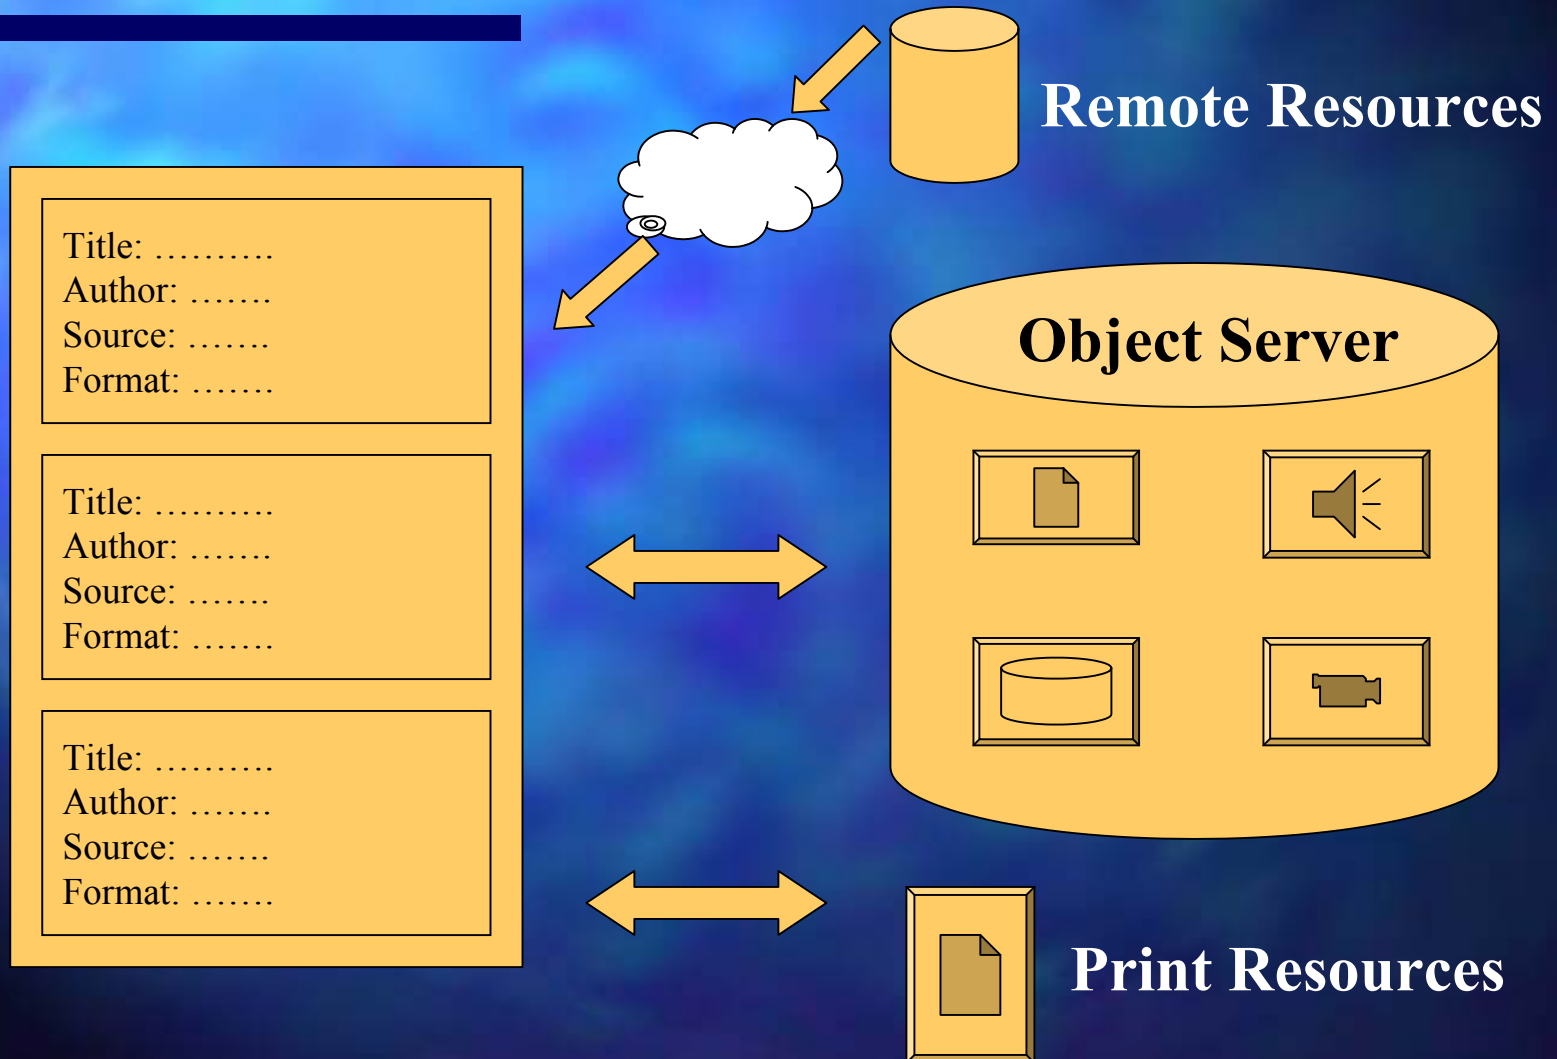 Remote Resources
Title: ……….
Author: …….
Source: …….
Format: …….
Object Server
Title: ……….
Author: …….
Source: …….
Format: …….
Title: ……….
Author: …….
Source: …….
Format: …….
Print Resources